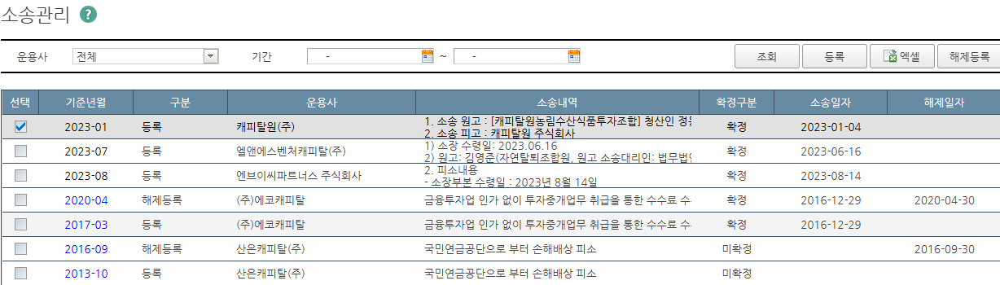 소송관리 ?
운용사 전체 기간 - ~ - 조회 등록 엑셀 해제등록
선택 기준년월 구분 운용사 소송내역 확정구분 소송일자 해제일자
2023-01 등록 캐피탈원(주) 1. 소송 원고 : [캐피탈원농림수산식품투자조합] 청산인 정동
2. 소송 피고 : 캐피탈원 주식회사 확정 2023-01-04
2023-07 등록 엘앤에스벤처캐피탈(주) 1) 소장 수령일: 2023.06.16
2) 원고: 김영준(자연탈퇴조합원, 원고 소송대리인: 법무법인 확정 2023-06-16
2023-08 등록 엔브이씨파트너스 주식회사 2. 피소내용
- 소장부본 수령일 : 2023년 8월 14일 확정 2023-08-14
2020-04 해제등록 (주)에코캐피탈 금융투자업 인가 없이 투자중개업무 취급을 통한 수수료 수 확정 2016-12-29 2020-04-30
2017-03 등록 (주)에코캐피탈 금융투자업 인가 없이 투자중개업무 취급을 통한 수수료 수 확정 2016-12-29
2016-09 해제등록 산은캐피탈(주) 국민연금공단으로 부터 손해배상 피소 미확정 2016-09-30
2013-10 등록 산은캐피탈(주) 국민연금공단으로 부터 손해배상 피소 미확정